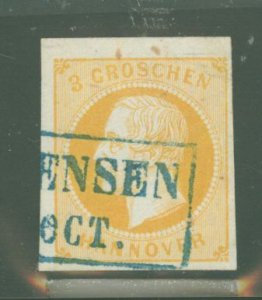 3 GROSCHEN
ENSEN
OCT.
HANNOVER